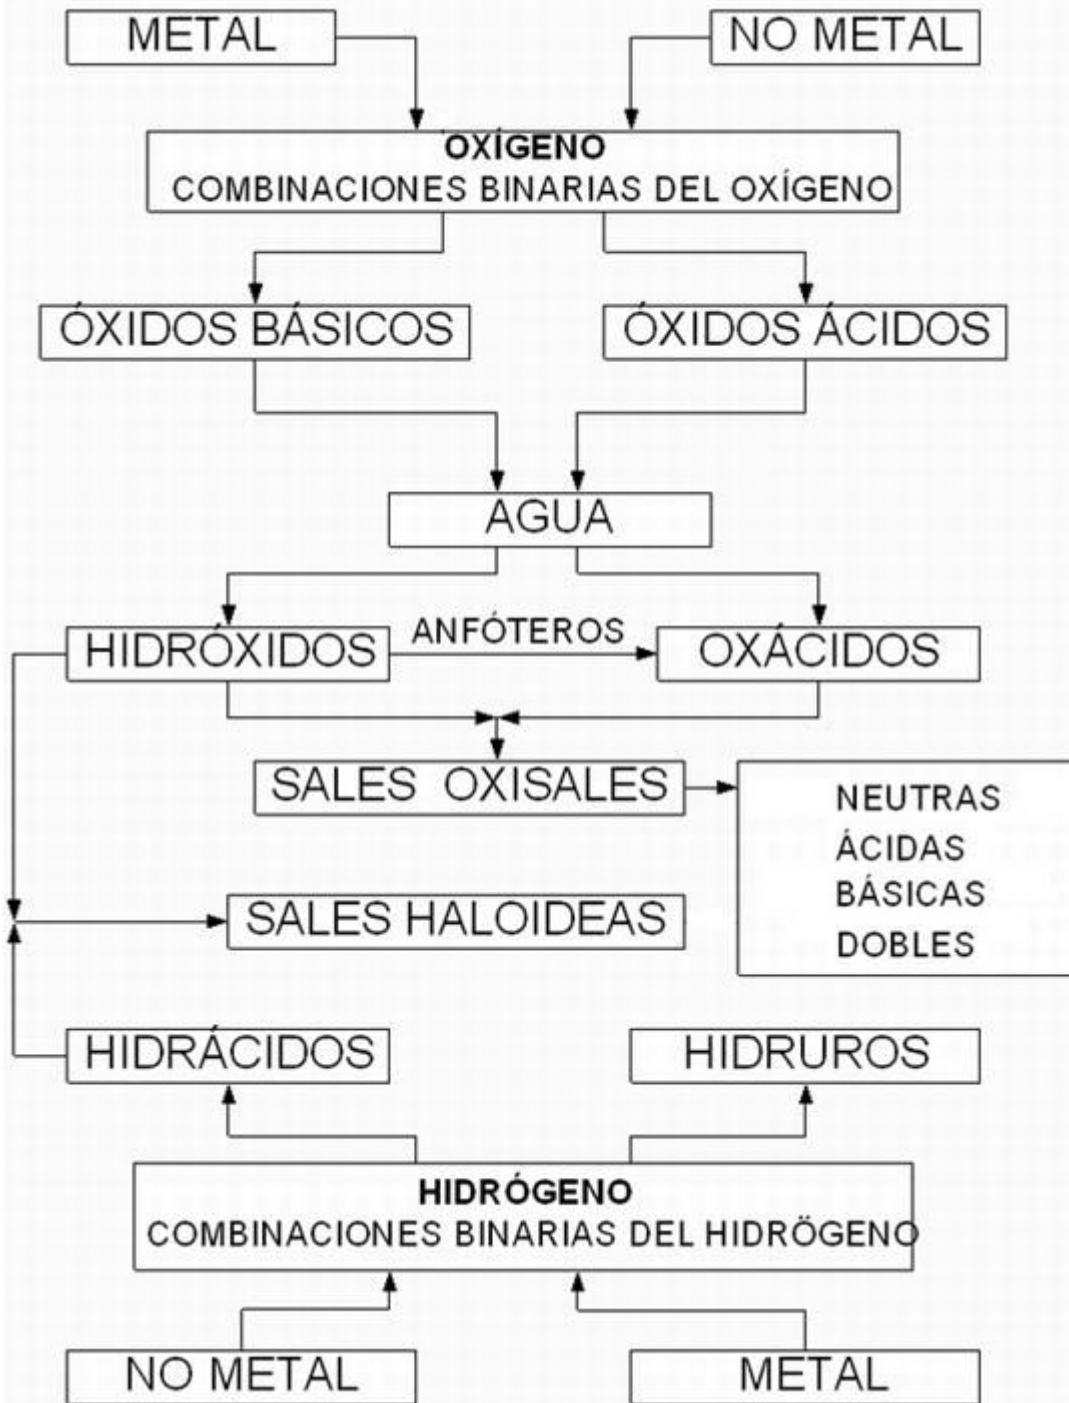 METAL
NO METAL
OXÍGENO
COMBINACIONES BINARIAS DEL OXÍGENO
ÓXIDOS BÁSICOS
ÓXIDOS ÁCIDOS
AGUA
HIDRÓXIDOS
ANFÓTEROS
OXÁCIDOS
SALES OXISALES
NEUTRAS
ÁCIDAS
BÁSICAS
DOBLES
SALES HALOIDEAS
HIDRÁCIDOS
HIDRUROS
HIDRÓGENO
COMBINACIONES BINARIAS DEL HIDRÖGENO
NO METAL
METAL